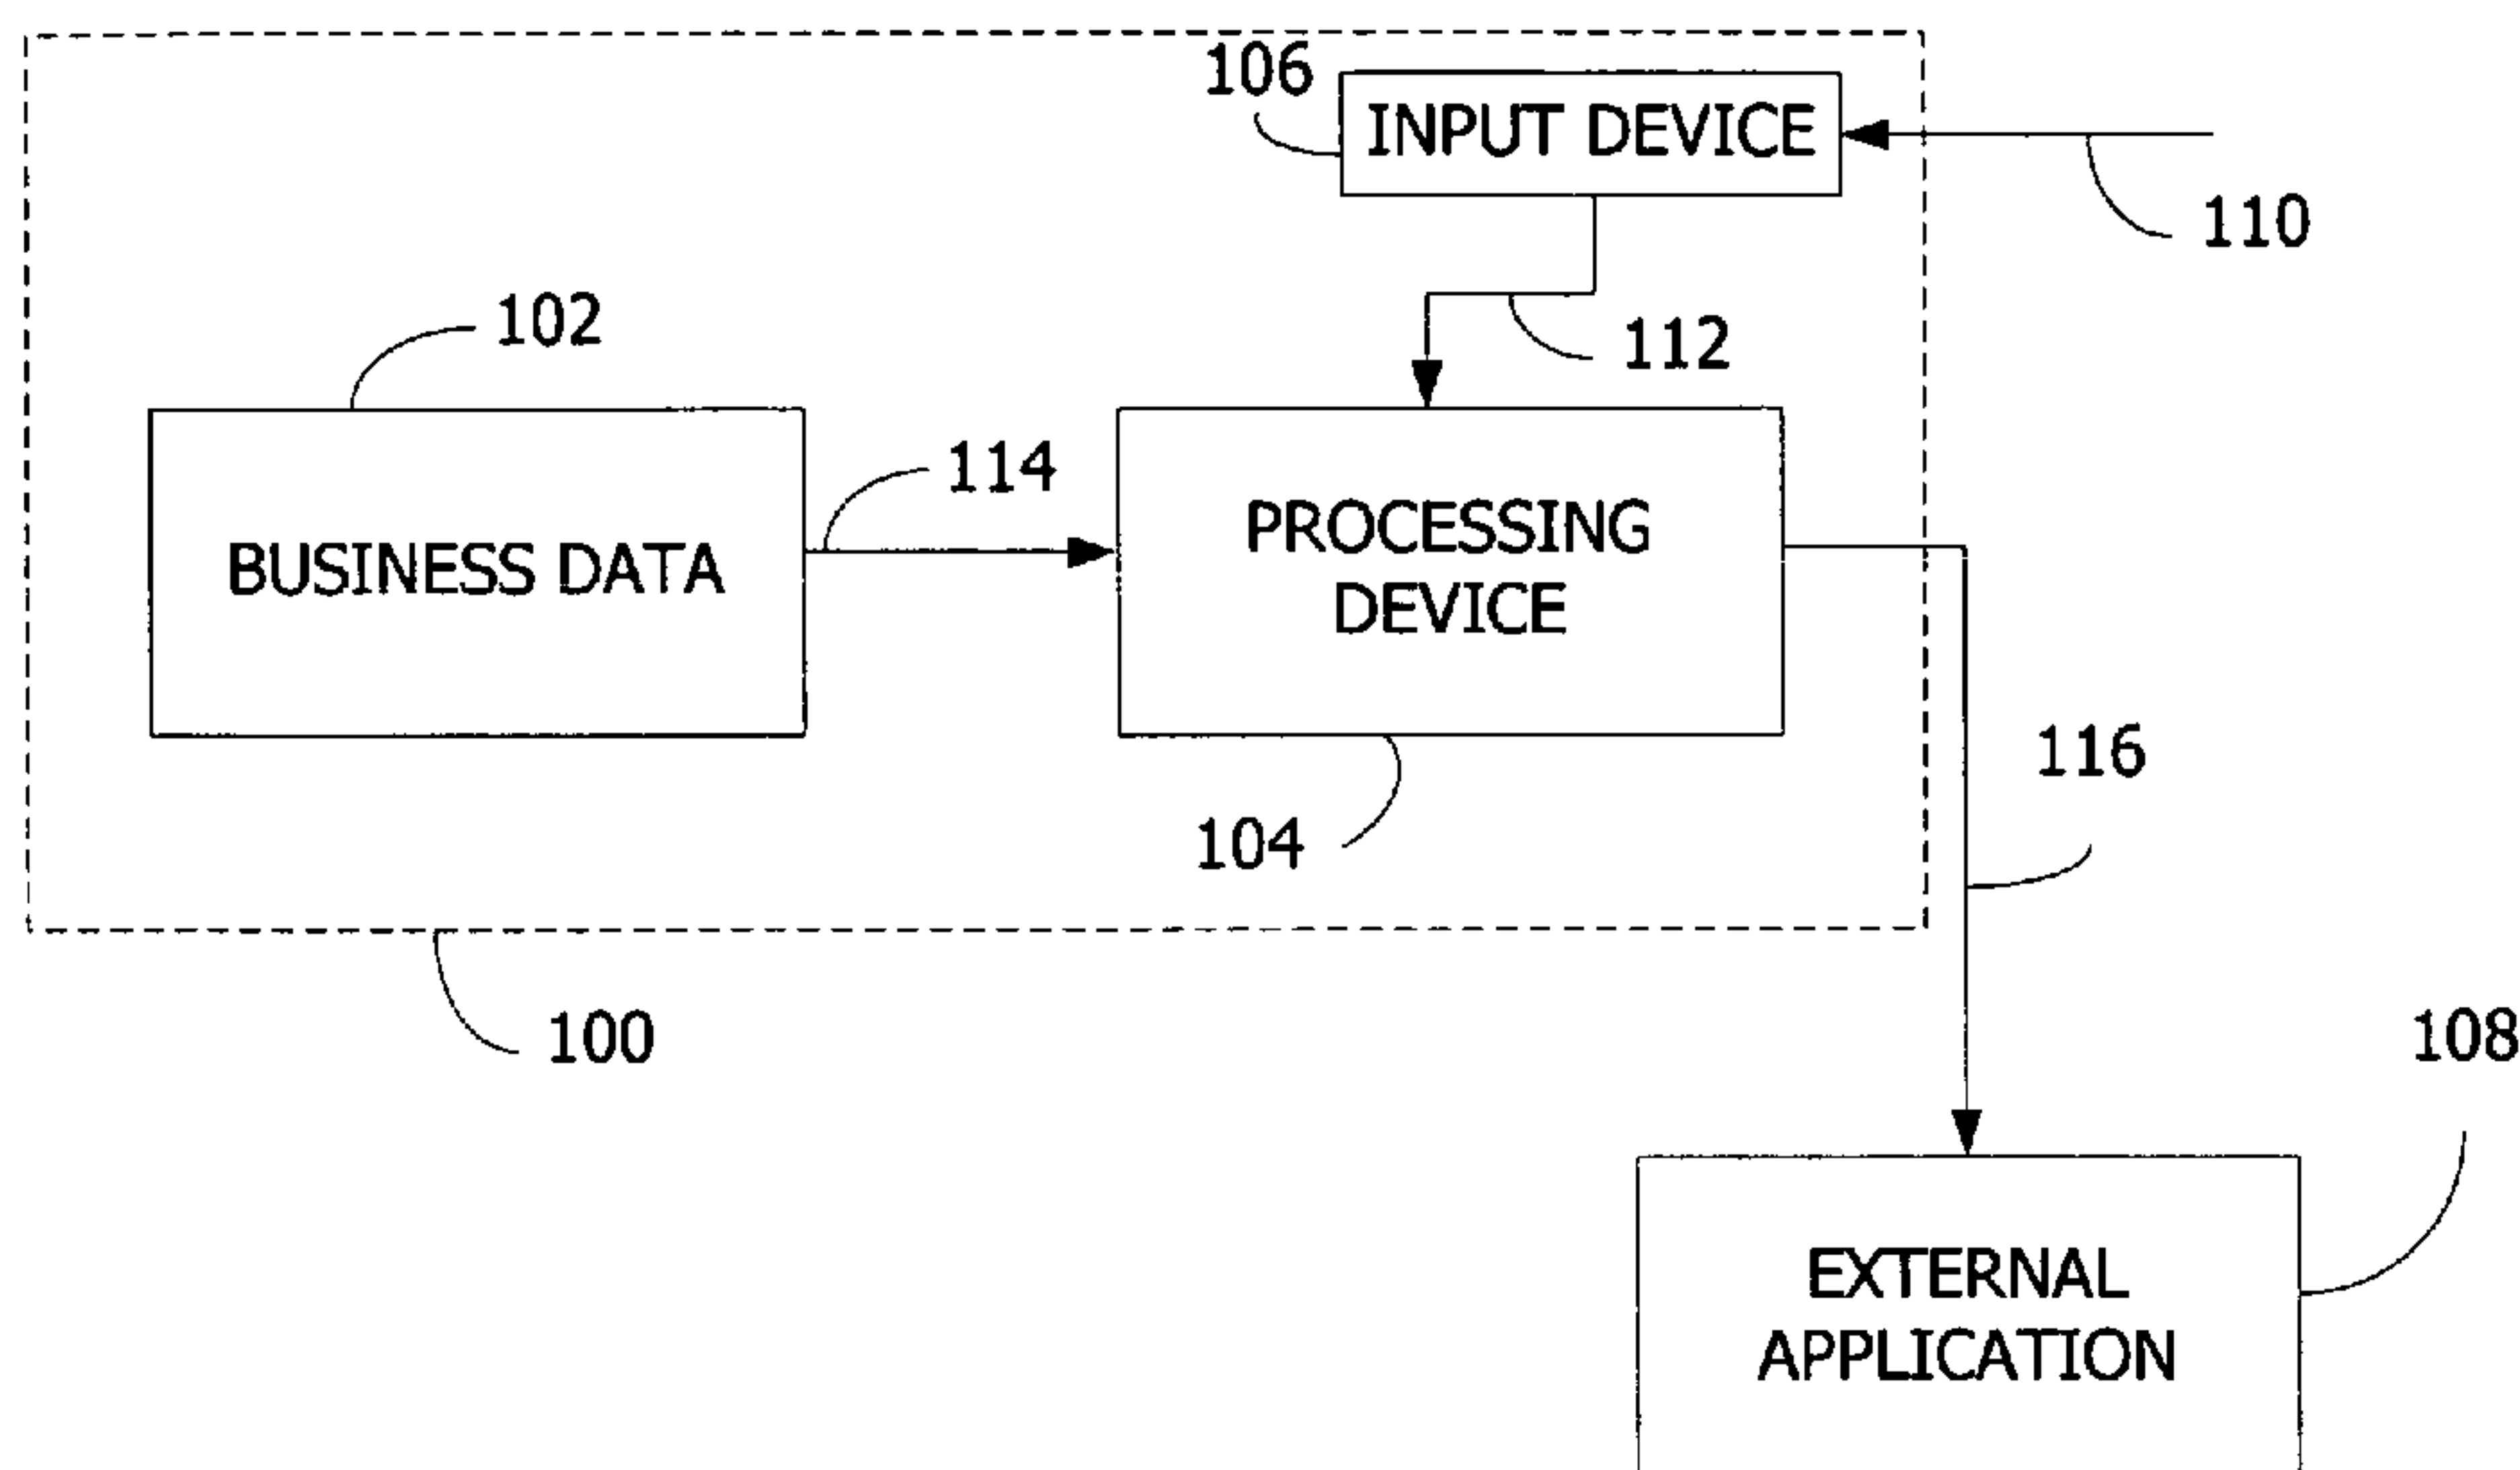 106
INPUT DEVICE
110
102
112
114
BUSINESS DATA
PROCESSING
DEVICE
116
104
100
108
EXTERNAL
APPLICATION